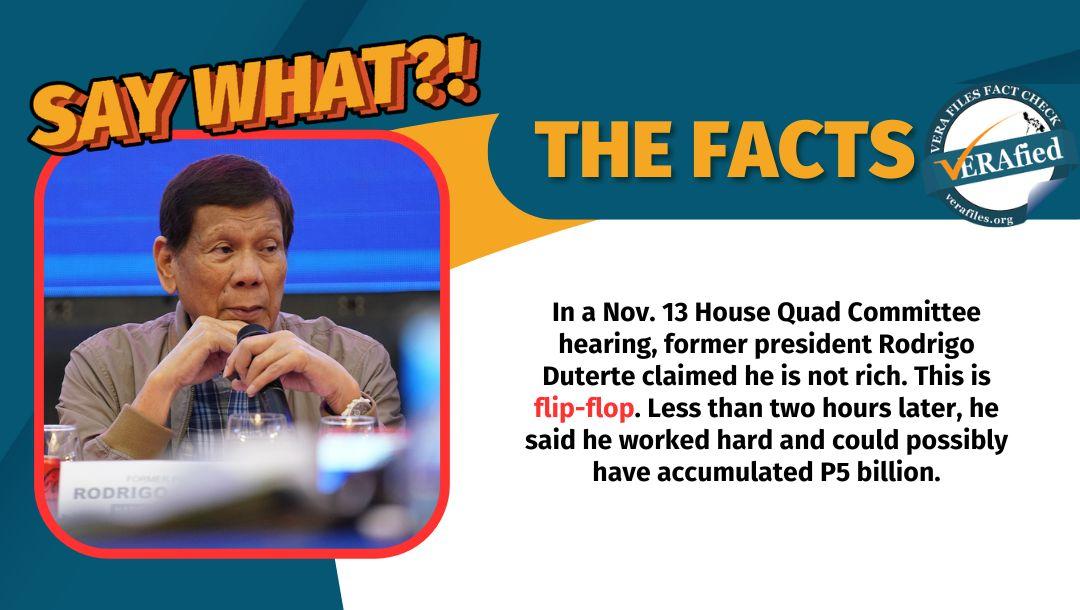 SAY WHAT?!
THE FACTS
VERA FILES FACT CHECK
VERAfied
verafiles.org
In a Nov. 13 House Quad Committee
hearing, former president Rodrigo
Duterte claimed he is not rich. This is
flip-flop. Less than two hours later, he
said he worked hard and could possibly
have accumulated P5 billion.
FORMER
RODRIGO